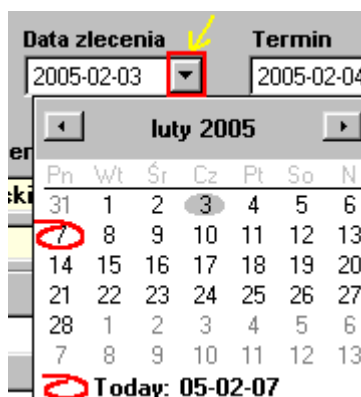 Data zlecenia Termin
2005-02-03 2005-02-04
luty 2005
Pn Wt Śr Cz Pt So N
31 1 2 3 4 5 6
7 8 9 10 11 12 13
14 15 16 17 18 19 20
21 22 23 24 25 26 27
28 1 2 3 4 5 6
7 8 9 10 11 12 13
Today: 05-02-07